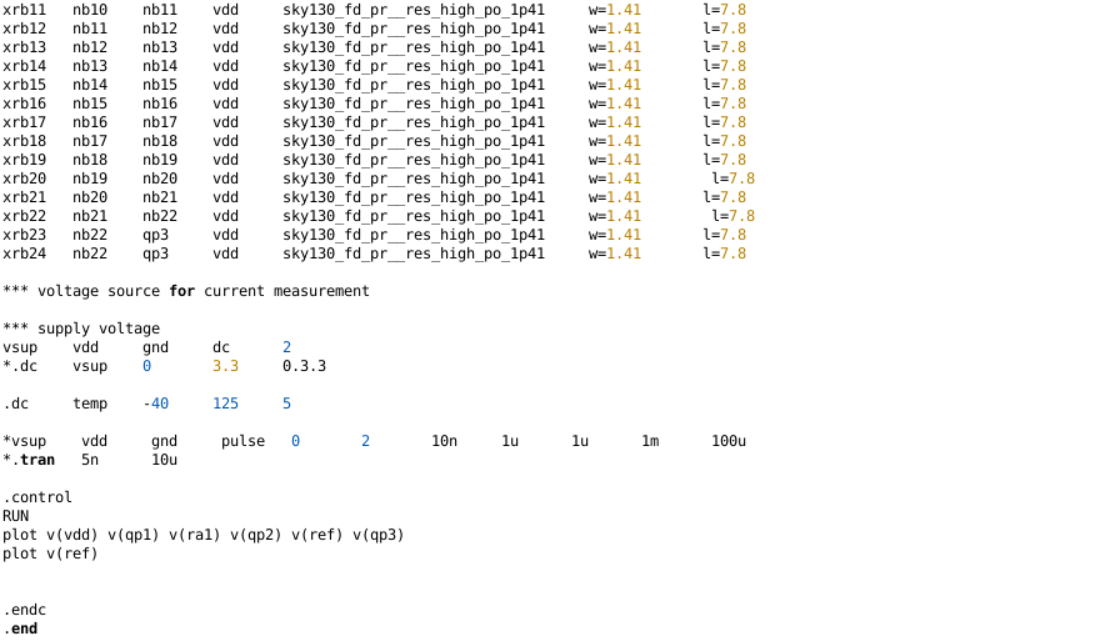 xrb11 nb10 nb11 vdd sky130_fd_pr__res_high_po_1p41 w=1.41 l=7.8
xrb12 nb11 nb12 vdd sky130_fd_pr__res_high_po_1p41 w=1.41 l=7.8
xrb13 nb12 nb13 vdd sky130_fd_pr__res_high_po_1p41 w=1.41 l=7.8
xrb14 nb13 nb14 vdd sky130_fd_pr__res_high_po_1p41 w=1.41 l=7.8
xrb15 nb14 nb15 vdd sky130_fd_pr__res_high_po_1p41 w=1.41 l=7.8
xrb16 nb15 nb16 vdd sky130_fd_pr__res_high_po_1p41 w=1.41 l=7.8
xrb17 nb16 nb17 vdd sky130_fd_pr__res_high_po_1p41 w=1.41 l=7.8
xrb18 nb17 nb18 vdd sky130_fd_pr__res_high_po_1p41 w=1.41 l=7.8
xrb19 nb18 nb19 vdd sky130_fd_pr__res_high_po_1p41 w=1.41 l=7.8
xrb20 nb19 nb20 vdd sky130_fd_pr__res_high_po_1p41 w=1.41 l=7.8
xrb21 nb20 nb21 vdd sky130_fd_pr__res_high_po_1p41 w=1.41 l=7.8
xrb22 nb21 nb22 vdd sky130_fd_pr__res_high_po_1p41 w=1.41 l=7.8
xrb23 nb22 qp3 vdd sky130_fd_pr__res_high_po_1p41 w=1.41 l=7.8
xrb24 nb22 qp3 vdd sky130_fd_pr__res_high_po_1p41 w=1.41 l=7.8
*** voltage source for current measurement
*** supply voltage
vsup vdd gnd dc 2
*.dc vsup 0 3.3 0.3.3
.dc temp -40 125 5
*vsup vdd gnd pulse 0 2 10n 1u 1u 1m 100u
*.tran 5n 10u
.control
RUN
plot v(vdd) v(qp1) v(ra1) v(qp2) v(ref) v(qp3)
plot v(ref)
.endc
.end